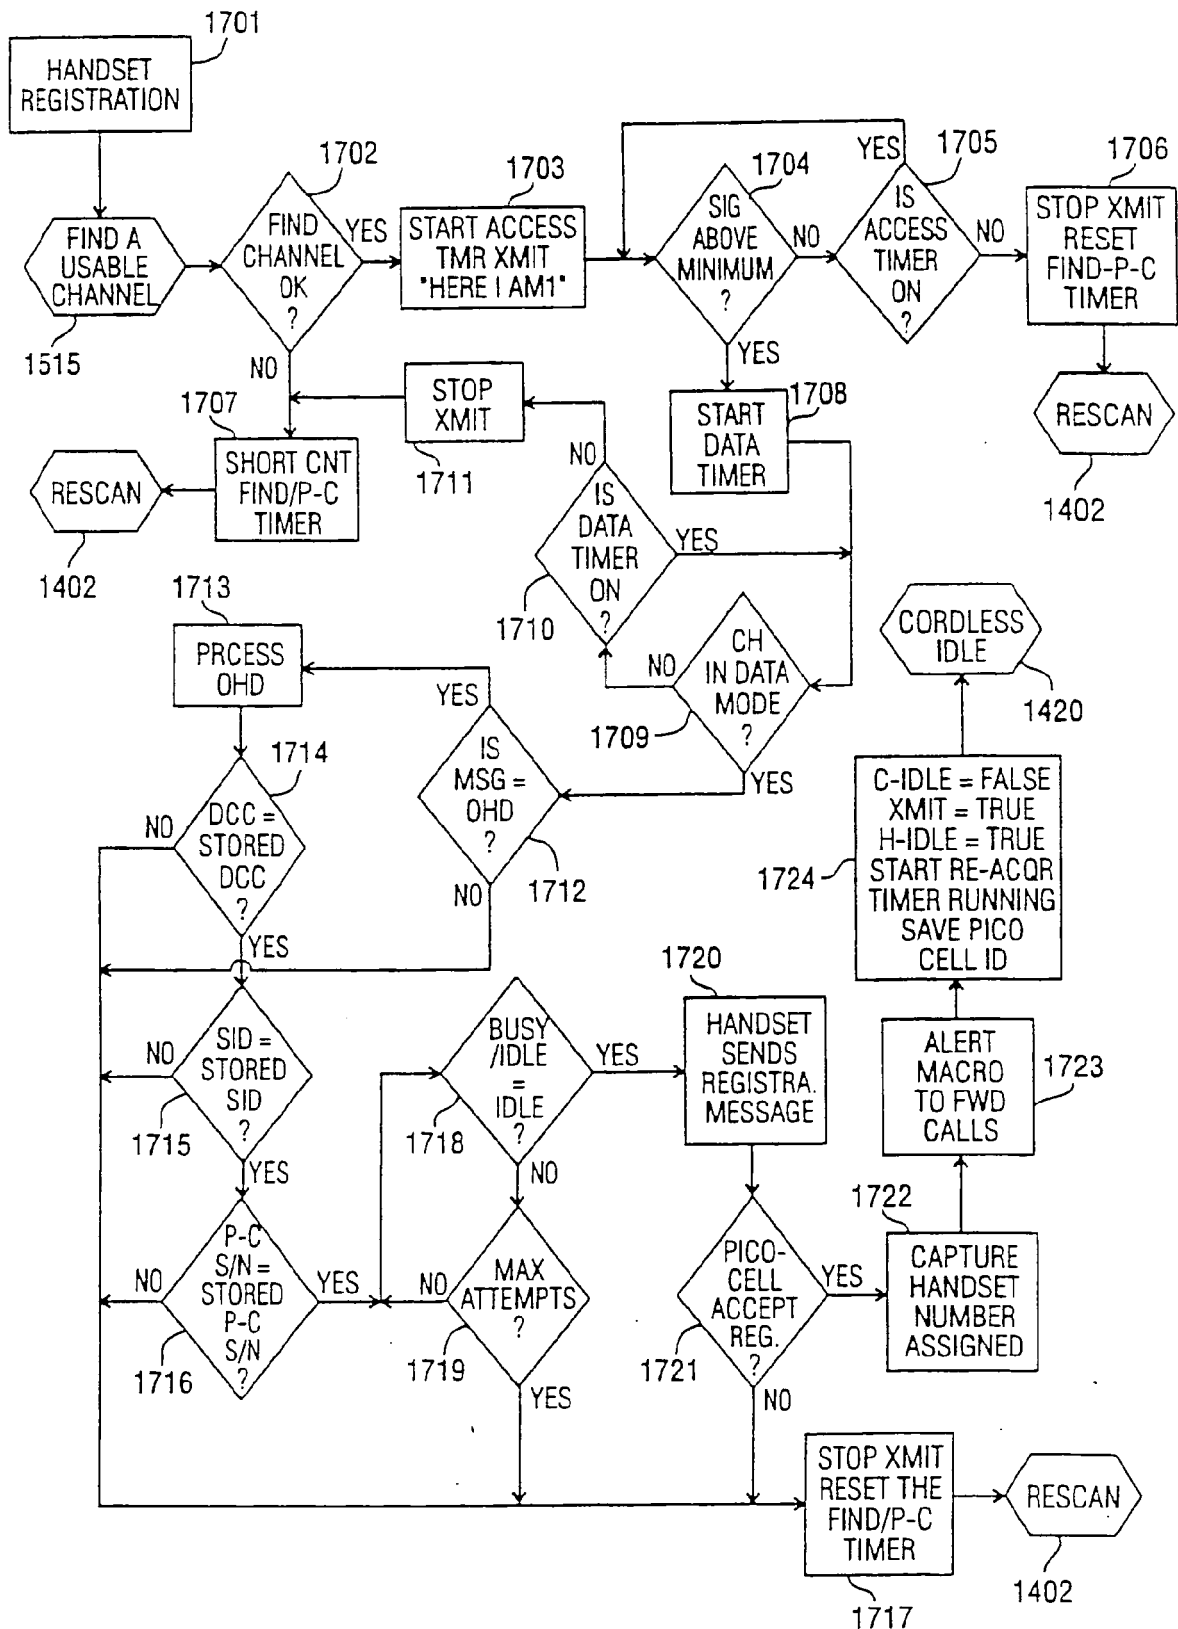 1701
HANDSET
REGISTRATION
FIND A
USABLE
CHANNEL
1515
1702
FIND
CHANNEL
OK
?
YES
NO
1703
START ACCESS
TMR XMIT
"HERE I AM1"
1704
SIG
ABOVE
MINIMUM
?
NO
YES
1705
YES
IS
ACCESS
TIMER
ON
?
NO
1706
STOP XMIT
RESET
FIND-P-C
TIMER
RESCAN
1402
1707
SHORT CNT
FIND/P-C
TIMER
RESCAN
1402
STOP
XMIT
1711
1708
START
DATA
TIMER
NO
IS
DATA
TIMER
ON
?
YES
1710
CH
IN DATA
MODE
?
NO
1709
YES
1713
PRCESS
OHD
YES
IS
MSG =
OHD
?
1712
NO
1714
DCC =
STORED
DCC
?
NO
YES
SID =
STORED
SID
?
NO
1715
YES
P-C
S/N =
STORED
P-C
S/N
?
NO
YES
1716
BUSY
/IDLE
=
IDLE
?
YES
1718
NO
MAX
ATTEMPTS
?
NO
1719
YES
1720
HANDSET
SENDS
REGISTRA.
MESSAGE
PICO-
CELL
ACCEPT
REG.
?
YES
1721
NO
1722
CAPTURE
HANDSET
NUMBER
ASSIGNED
ALERT
MACRO
TO FWD
CALLS
1723
C-IDLE = FALSE
XMIT = TRUE
H-IDLE = TRUE
START RE-ACQR
TIMER RUNNING
SAVE PICO
CELL ID
1724
CORDLESS
IDLE
1420
STOP XMIT
RESET THE
FIND/P-C
TIMER
1717
RESCAN
1402